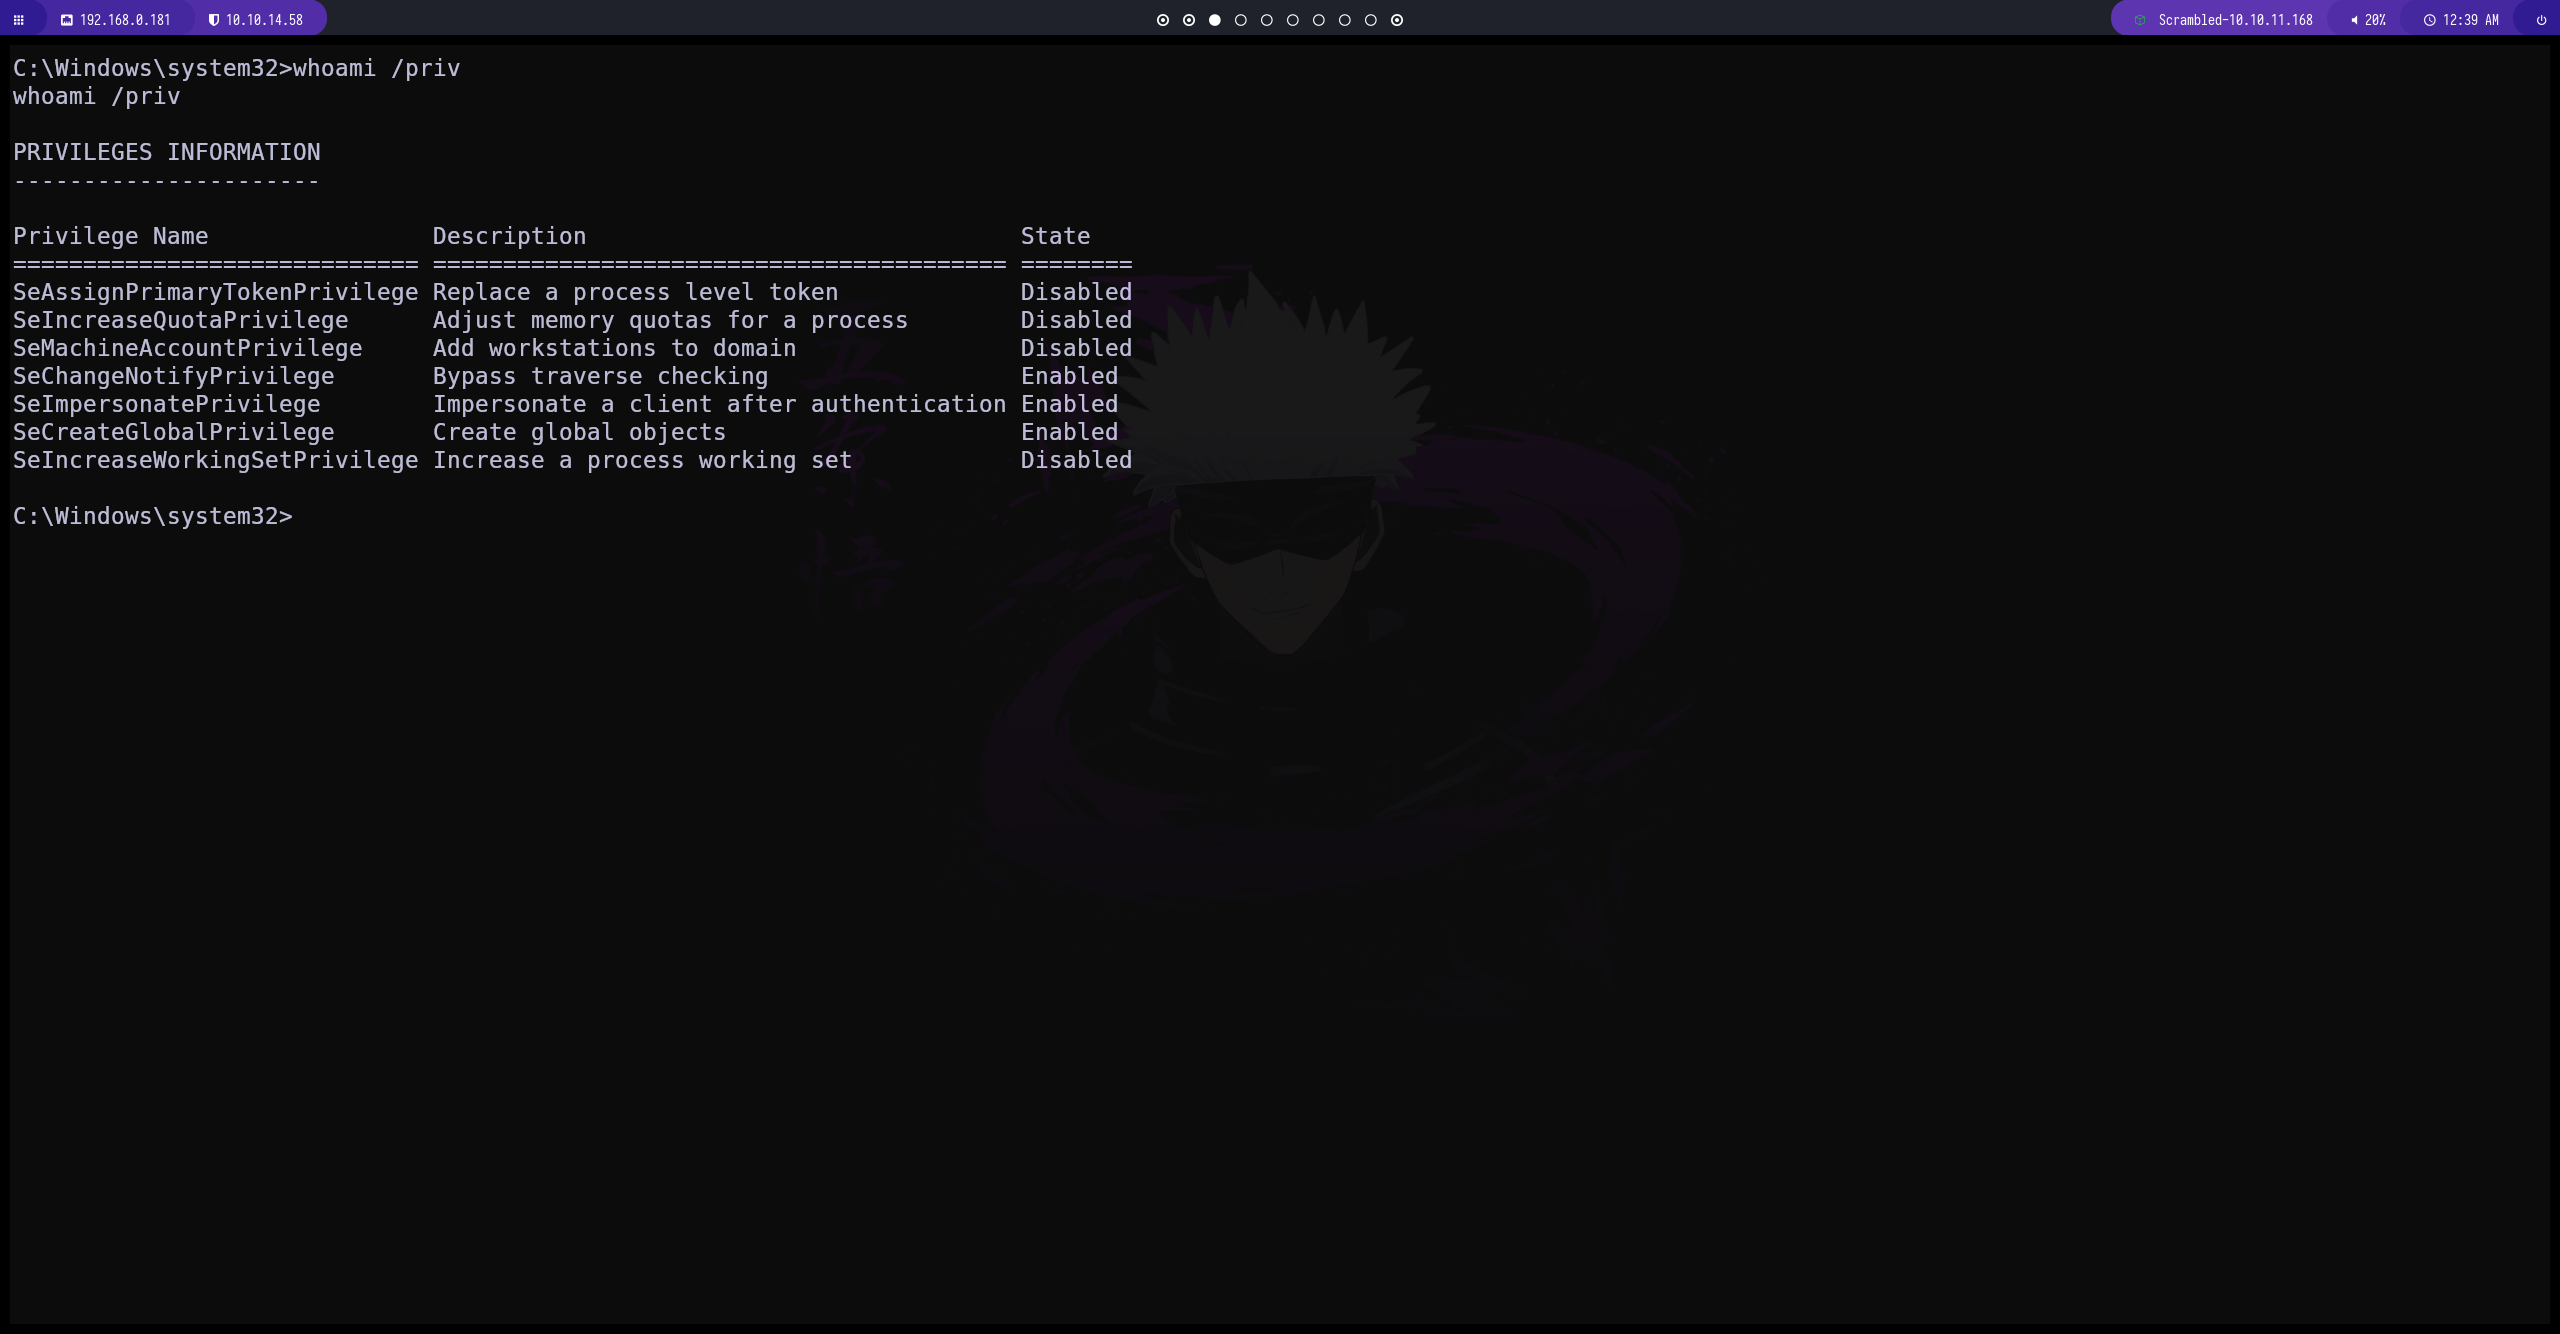 192.168.0.181 10.10.14.58 Scrambled-10.10.11.168 20% 12:39 AM
C:\Windows\system32>whoami /priv
whoami /priv
PRIVILEGES INFORMATION
----------------------
Privilege Name Description State
============================= ========================================= ========
SeAssignPrimaryTokenPrivilege Replace a process level token Disabled
SeIncreaseQuotaPrivilege Adjust memory quotas for a process Disabled
SeMachineAccountPrivilege Add workstations to domain Disabled
SeChangeNotifyPrivilege Bypass traverse checking Enabled
SeImpersonatePrivilege Impersonate a client after authentication Enabled
SeCreateGlobalPrivilege Create global objects Enabled
SeIncreaseWorkingSetPrivilege Increase a process working set Disabled
C:\Windows\system32>